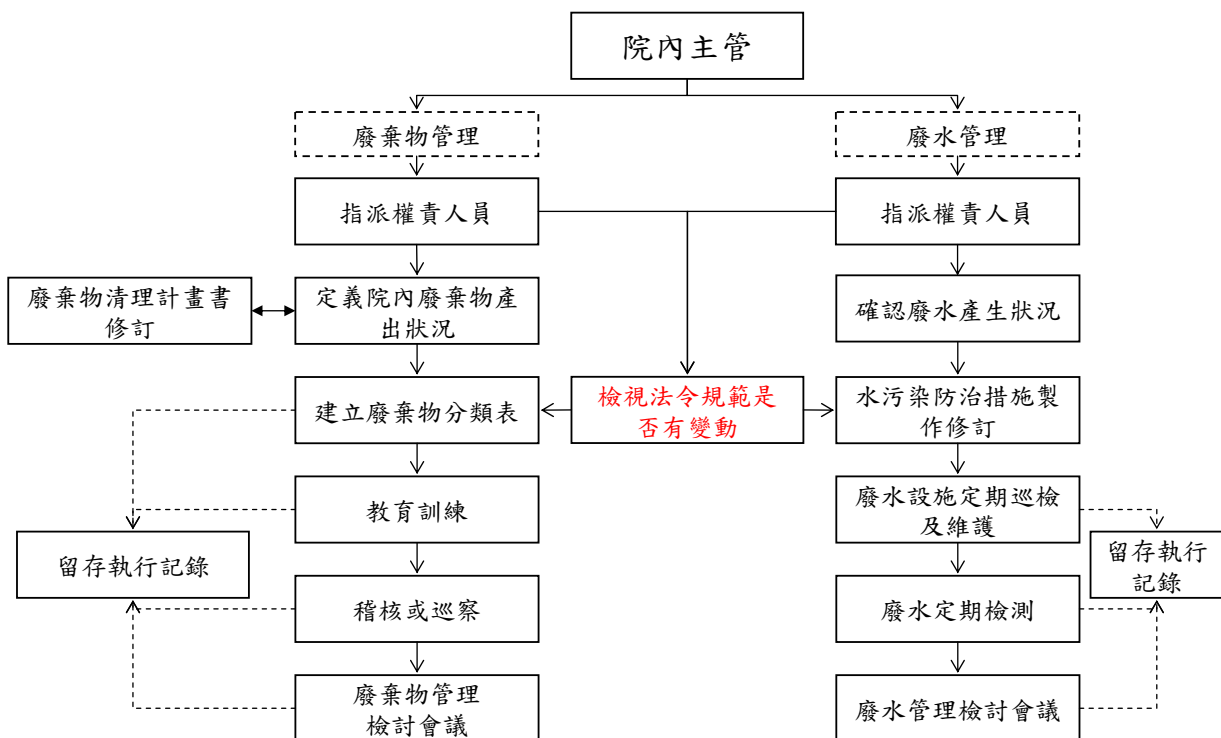 院內主管
廢棄物管理
廢水管理
指派權責人員
指派權責人員
廢棄物清理計畫書
修訂
定義院內廢棄物產
出狀況
確認廢水產生狀況
建立廢棄物分類表
檢視法令規範是
否有變動
水污染防治措施製
作修訂
教育訓練
廢水設施定期巡檢
及維護
留存執行記錄
留存執行
記錄
稽核或巡察
廢水定期檢測
廢棄物管理
檢討會議
廢水管理檢討會議